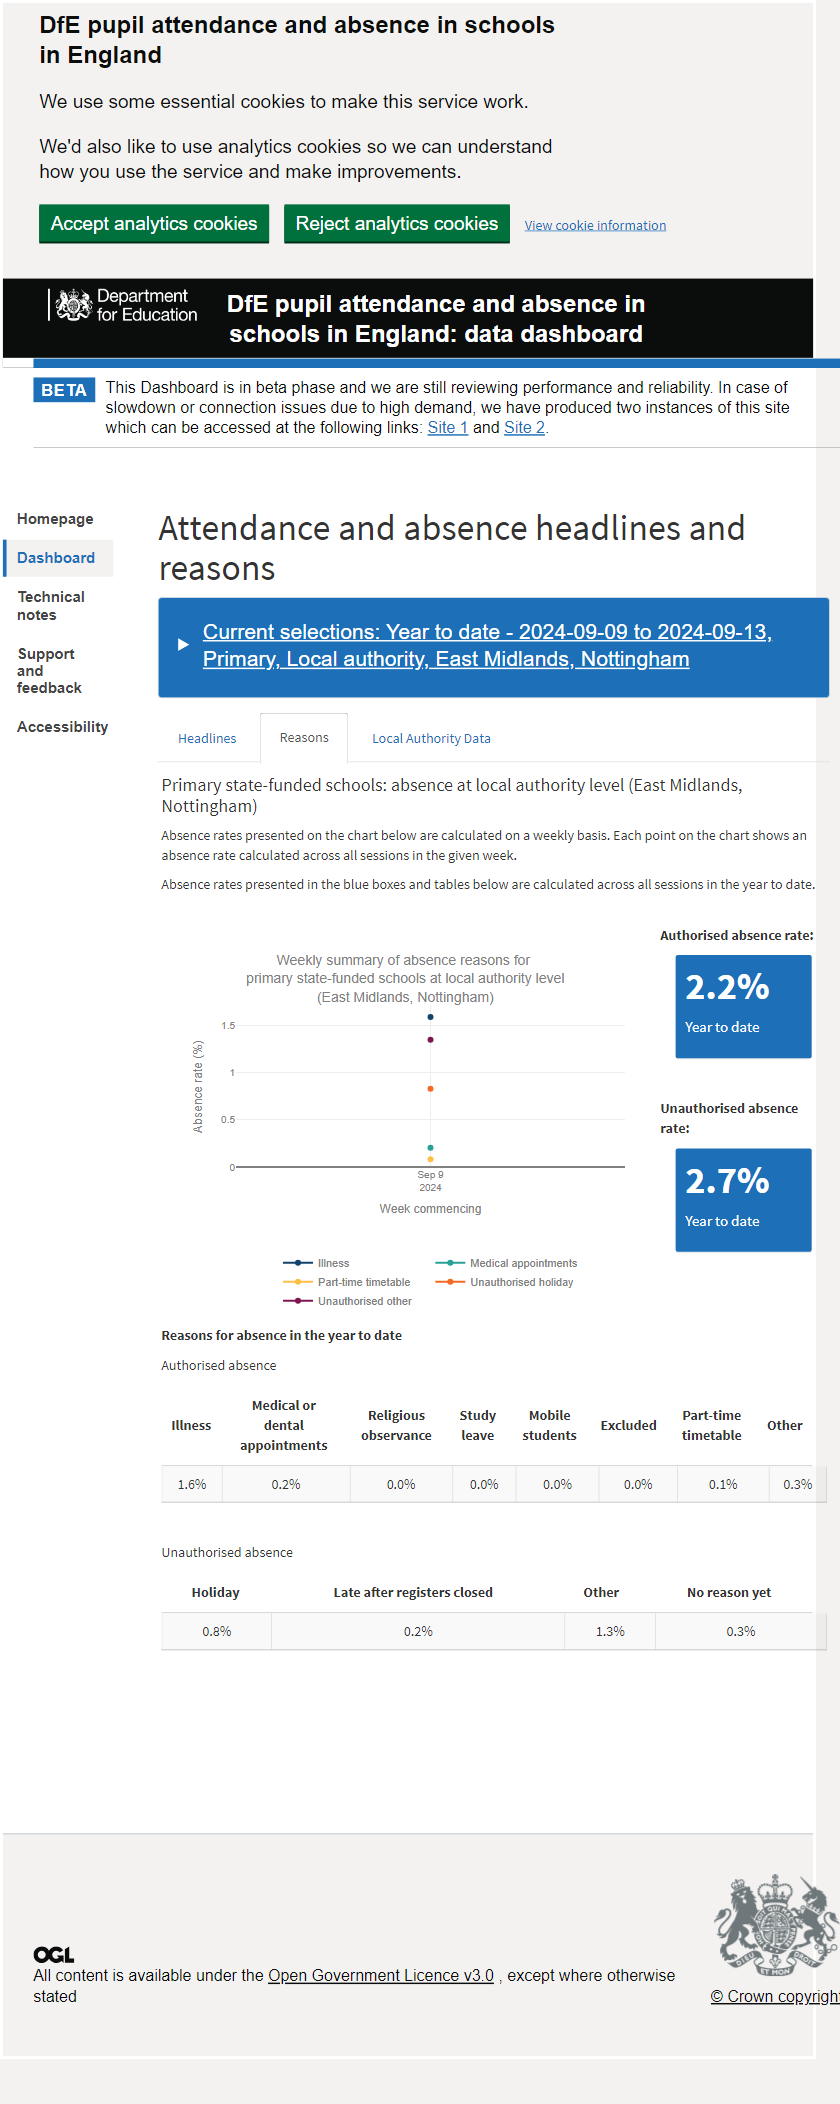 DfE pupil attendance and absence in schools
in England
We use some essential cookies to make this service work.
We'd also like to use analytics cookies so we can understand
how you use the service and make improvements.
Accept analytics cookies Reject analytics cookies View cookie information
Department
for Education
DfE pupil attendance and absence in
schools in England: data dashboard
BETA
This Dashboard is in beta phase and we are still reviewing performance and reliability. In case of
slowdown or connection issues due to high demand, we have produced two instances of this site
which can be accessed at the following links: Site 1 and Site 2.
Homepage
Dashboard
Technical
notes
Support
and
feedback
Accessibility
Attendance and absence headlines and
reasons
Current selections: Year to date - 2024-09-09 to 2024-09-13,
Primary, Local authority, East Midlands, Nottingham
Headlines Reasons Local Authority Data
Primary state-funded schools: absence at local authority level (East Midlands,
Nottingham)
Absence rates presented on the chart below are calculated on a weekly basis. Each point on the chart shows an
absence rate calculated across all sessions in the given week.
Absence rates presented in the blue boxes and tables below are calculated across all sessions in the year to date.
Weekly summary of absence reasons for
primary state-funded schools at local authority level
(East Midlands, Nottingham)
Absence rate (%)
1.5
1
0.5
0
Sep 9
2024
Week commencing
Illness Medical appointments
Part-time timetable Unauthorised holiday
Unauthorised other
Authorised absence rate:
2.2%
Year to date
Unauthorised absence
rate:
2.7%
Year to date
Reasons for absence in the year to date
Authorised absence
Illness
Medical or
dental
appointments
Religious
observance
Study
leave
Mobile
students
Excluded
Part-time
timetable
Other
1.6% 0.2% 0.0% 0.0% 0.0% 0.0% 0.1% 0.3%
Unauthorised absence
Holiday Late after registers closed Other No reason yet
0.8% 0.2% 1.3% 0.3%
OGL
All content is available under the Open Government Licence v3.0 , except where otherwise
stated
© Crown copyright